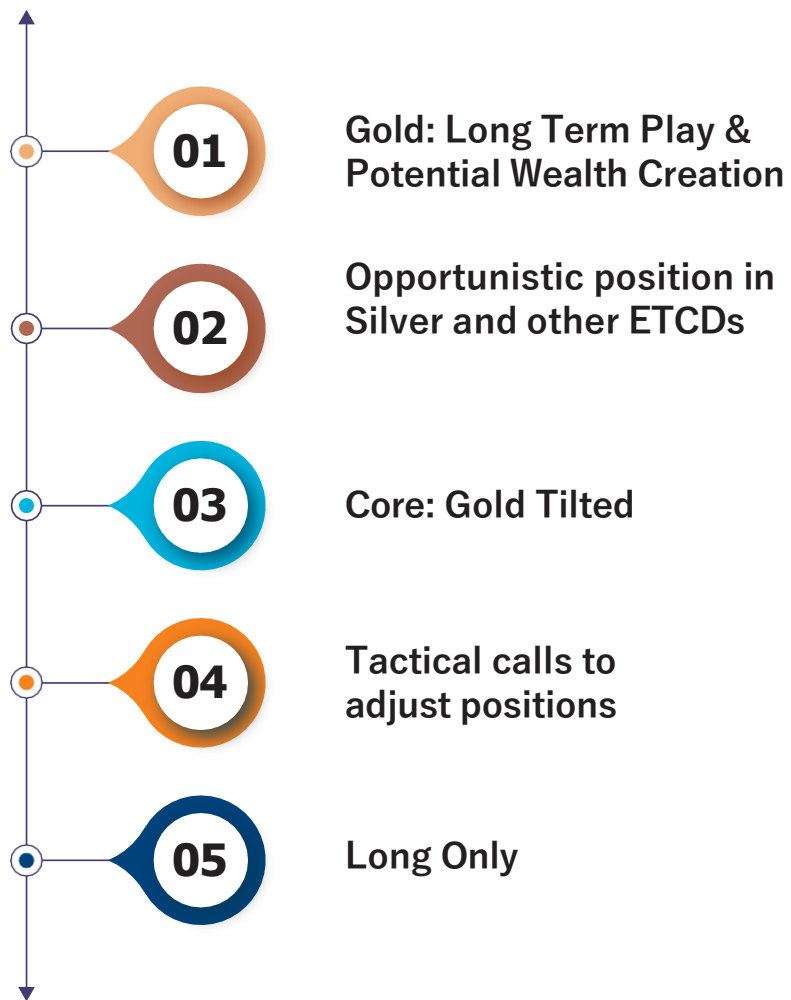 01
Gold: Long Term Play &
Potential Wealth Creation
02
Opportunistic position in
Silver and other ETCDs
03
Core: Gold Tilted
04
Tactical calls to
adjust positions
05
Long Only